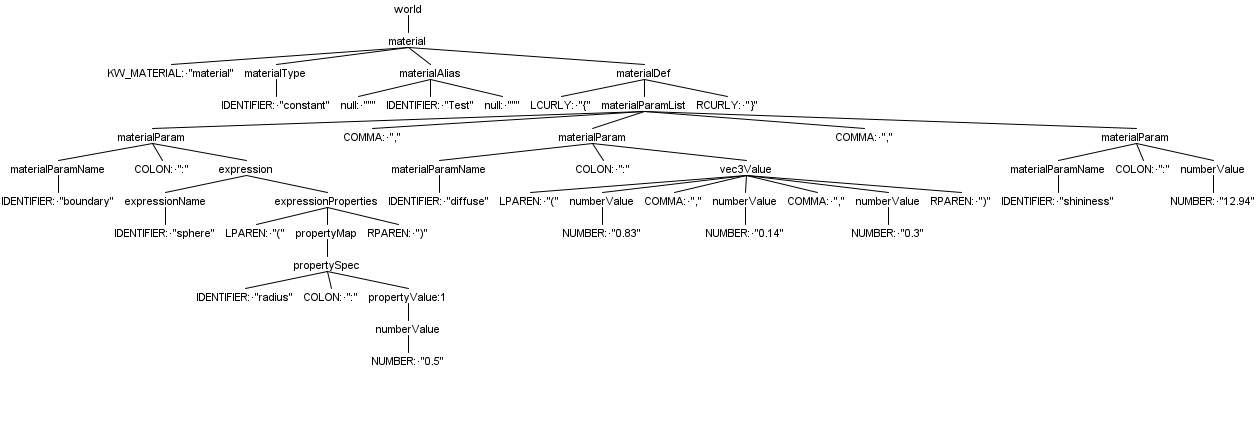 world
material
KW_MATERIAL:·"material" materialType materialAlias materialDef
IDENTIFIER:·"constant" null:·""" IDENTIFIER:·"Test" null:·""" LCURLY:·"{" materialParamList RCURLY:·"}"
materialParam COMMA:·"," materialParam COMMA:·"," materialParam
materialParamName COLON:·":" expression materialParamName COLON:·":" vec3Value materialParamName COLON:·":" numberValue
IDENTIFIER:·"boundary" expressionName expressionProperties IDENTIFIER:·"diffuse" LPAREN:·"(" numberValue COMMA:·"," numberValue COMMA:·"," numberValue RPAREN:·")" IDENTIFIER:·"shininess" NUMBER:·"12.94"
IDENTIFIER:·"sphere" LPAREN:·"(" propertyMap RPAREN:·")" NUMBER:·"0.83" NUMBER:·"0.14" NUMBER:·"0.3"
propertySpec
IDENTIFIER:·"radius" COLON:·":" propertyValue:1
numberValue
NUMBER:·"0.5"